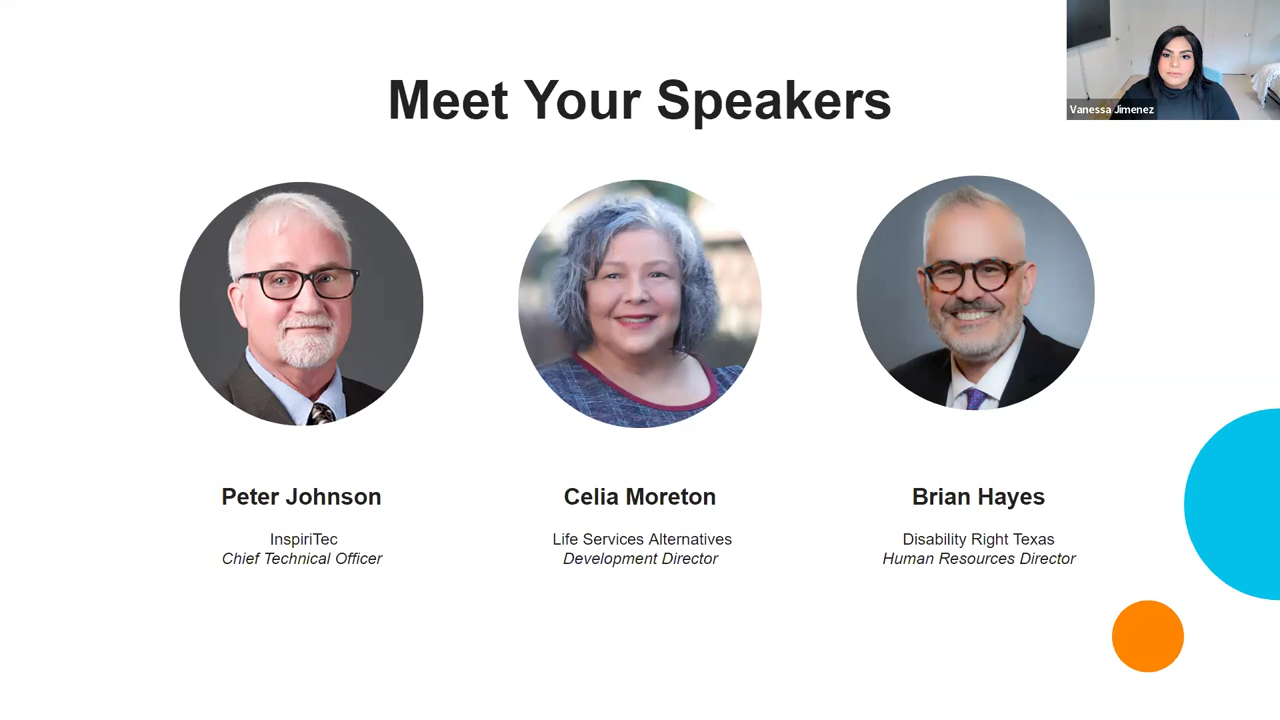 Meet Your Speakers
Vanessa Jimenez
Peter Johnson
InspiriTec
Chief Technical Officer
Celia Moreton
Life Services Alternatives
Development Director
Brian Hayes
Disability Right Texas
Human Resources Director